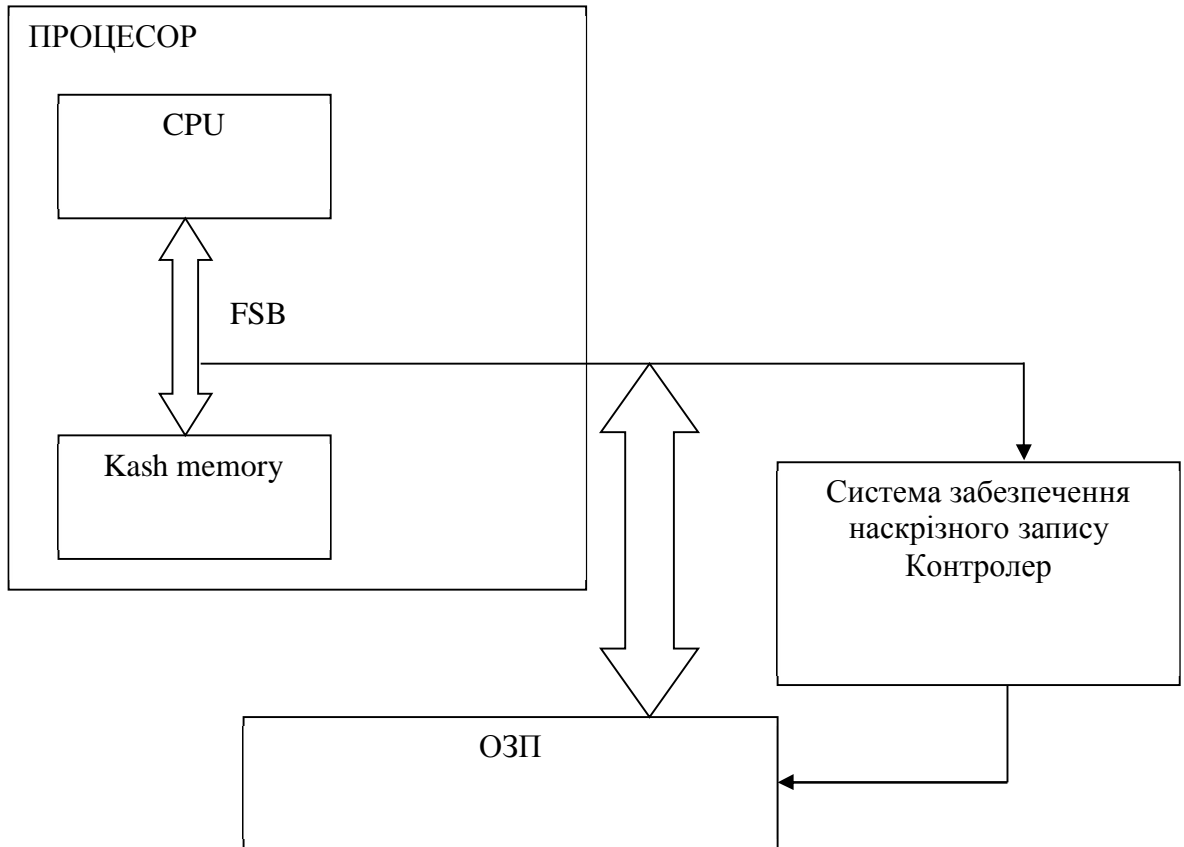 ПРОЦЕСОР
CPU
FSB
Kash memory
Система забезпечення
наскрізного запису
Контролер
ОЗП